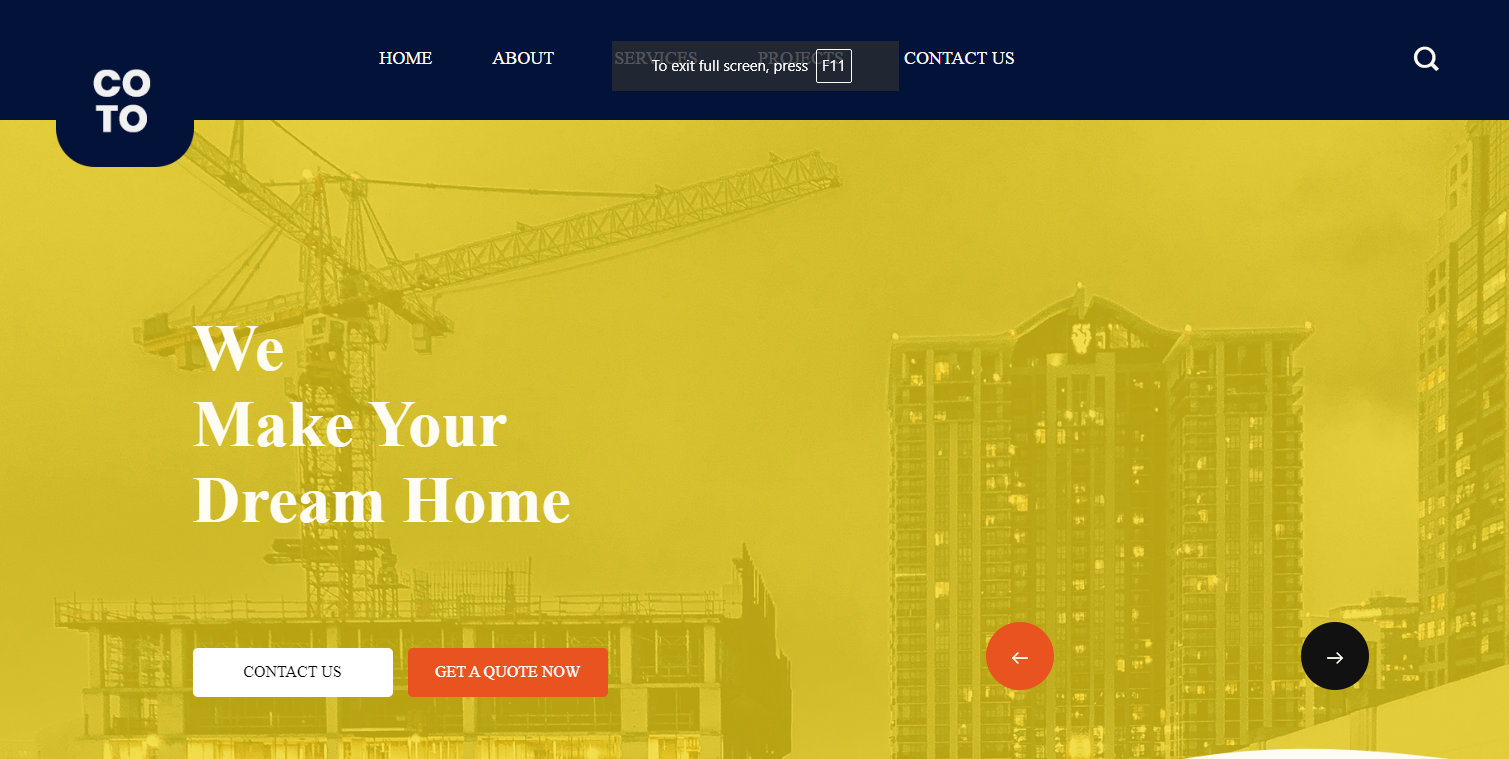 HOME ABOUT SERVICES PROJECTS CONTACT US
To exit full screen, press F11
CO
TO
55
We
Make Your
Dream Home
CONTACT US GET A QUOTE NOW